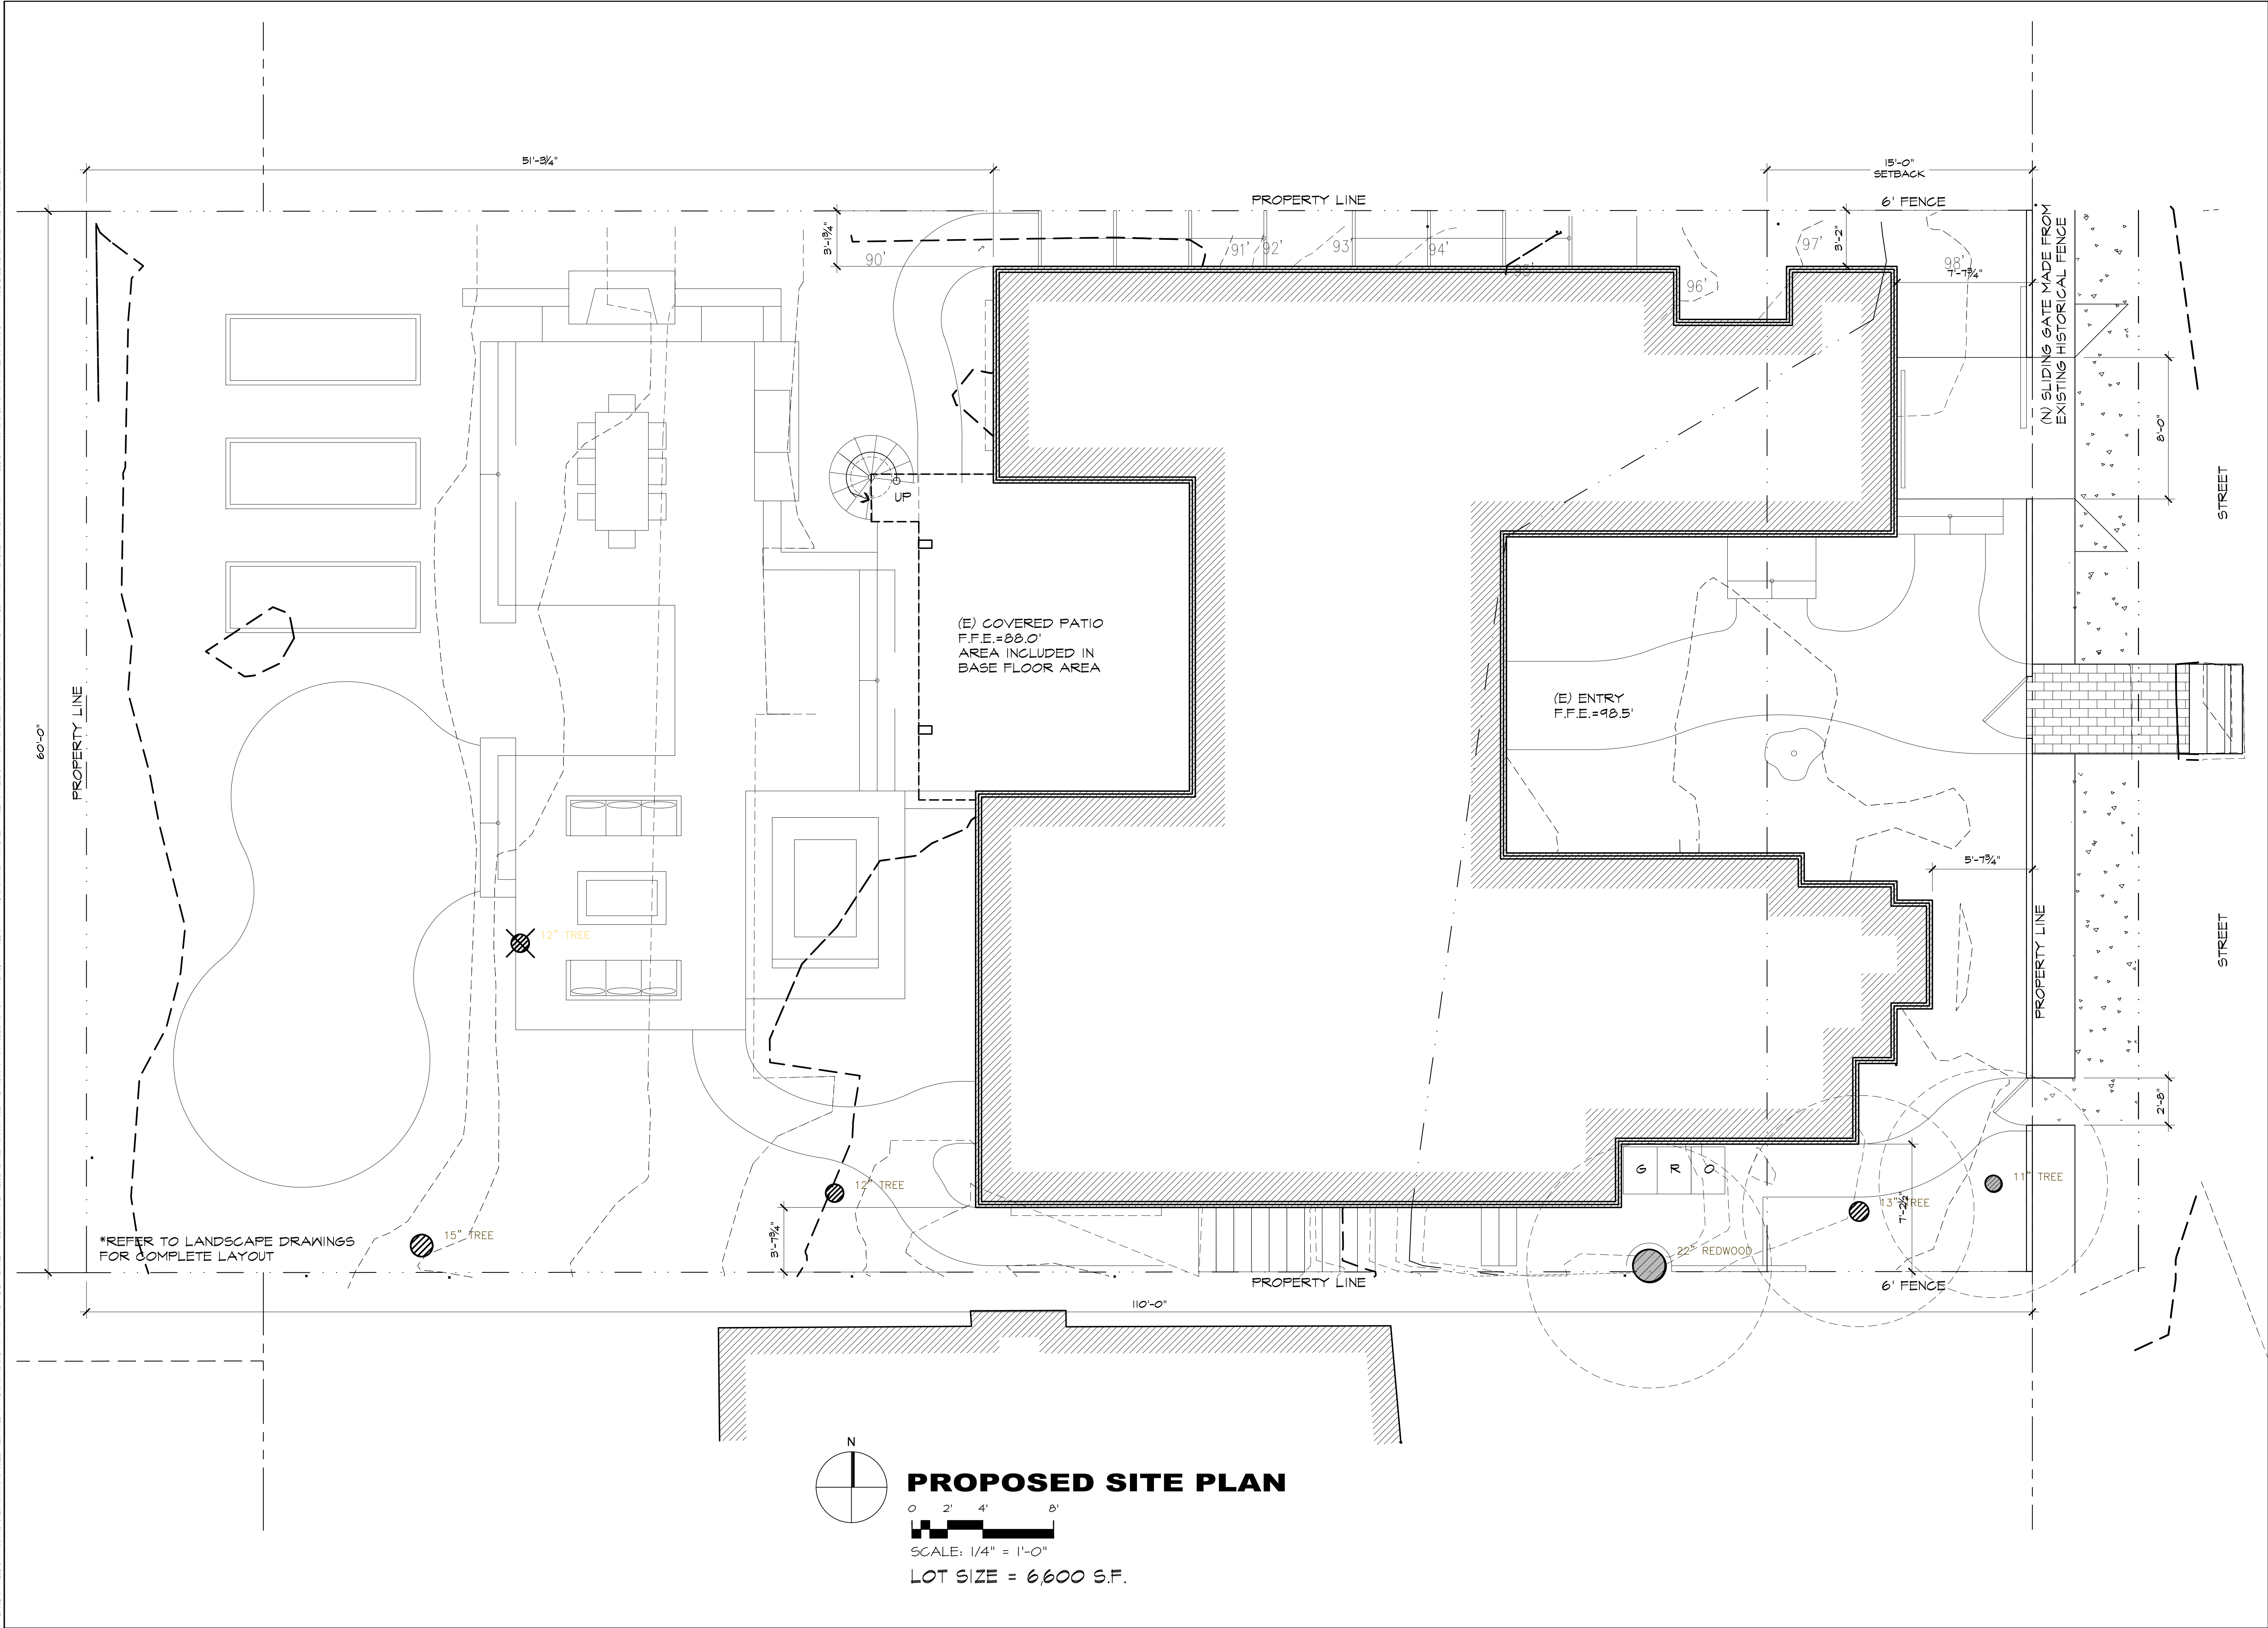 51'-3¾"
15'-0"
SETBACK
PROPERTY LINE
6' FENCE
3'-1¾"
3'-2"
90'
91'
92'
93'
94'
95'
96'
97'
98'
7'-7¾"
(N) SLIDING GATE MADE FROM
EXISTING HISTORICAL FENCE
8'-0"
STREET
UP
(E) COVERED PATIO
F.F.E.=88.0'
AREA INCLUDED IN
BASE FLOOR AREA
(E) ENTRY
F.F.E.=98.5'
60'-0"
PROPERTY LINE
5'-7¾"
PROPERTY LINE
STREET
12" TREE
2'-8"
G R O
12" TREE
11" TREE
13" TREE
7'-2½"
15" TREE
3'-7¾"
22" REDWOOD
*REFER TO LANDSCAPE DRAWINGS
FOR COMPLETE LAYOUT
PROPERTY LINE
6' FENCE
110'-0"
N
PROPOSED SITE PLAN
0 2' 4' 8'
SCALE: 1/4" = 1'-0"
LOT SIZE = 6,600 S.F.